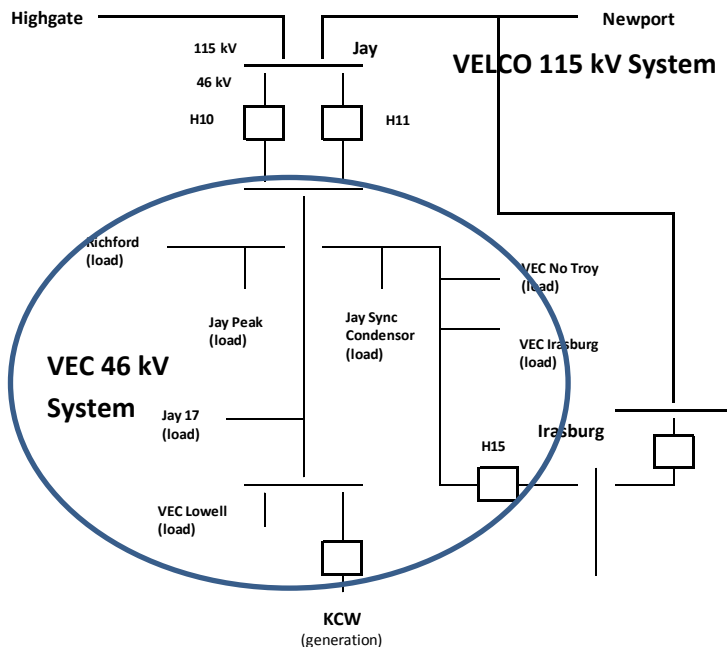 Highgate
Newport
115 kV
Jay
VELCO 115 kV System
46 kV
H10
H11
Richford
(load)
VEC No Troy
(load)
Jay Peak
(load)
Jay Sync
Condensor
(load)
VEC Irasburg
(load)
VEC 46 kV
System
Jay 17
(load)
Irasburg
H15
VEC Lowell
(load)
KCW
(generation)